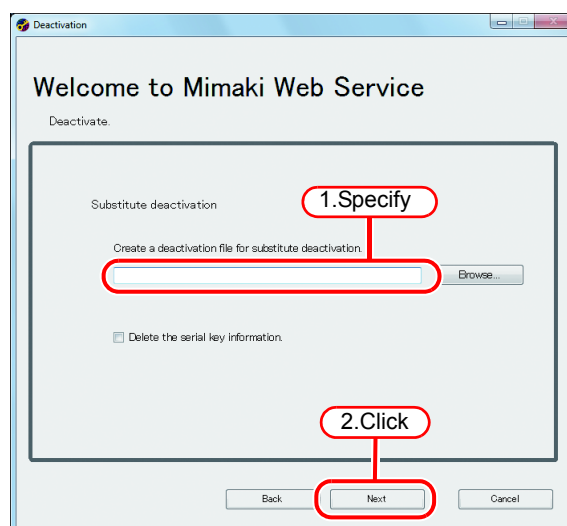 Deactivation
Welcome to Mimaki Web Service
Deactivate.
Substitute deactivation
1.Specify
Create a deactivation file for substitute deactivation.
Browse...
Delete the serial key information.
2.Click
Back Next Cancel